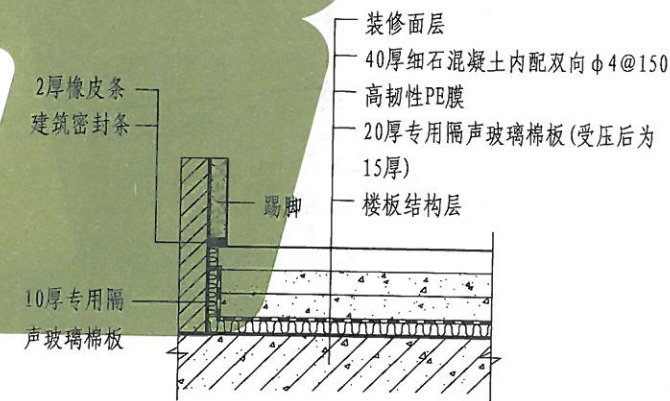 装修面层
40厚细石混凝土内配双向φ4@150
高韧性PE膜
20厚专用隔声玻璃棉板(受压后为
15厚)
楼板结构层
2厚橡皮条
建筑密封条
踢脚
10厚专用隔
声玻璃棉板